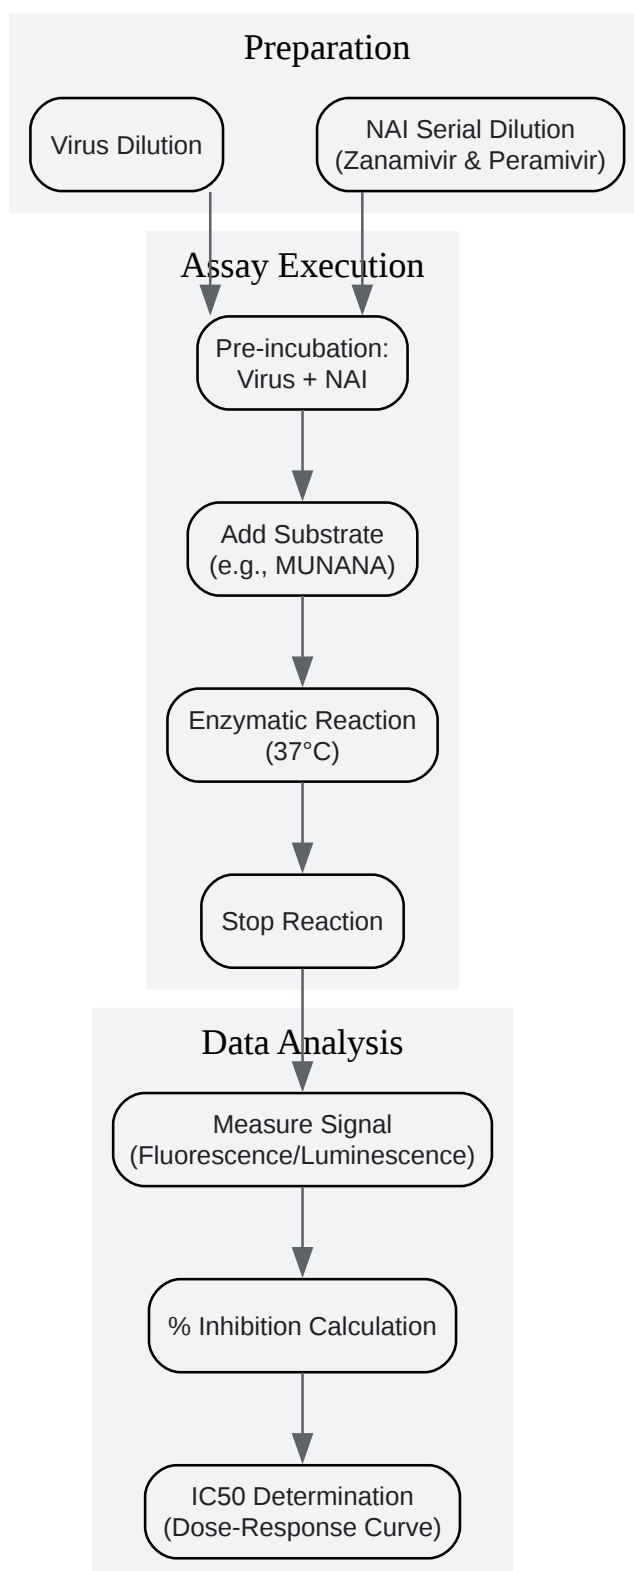 Preparation
Virus Dilution
NAI Serial Dilution
(Zanamivir & Peramivir)
Assay Execution
Pre-incubation:
Virus + NAI
Add Substrate
(e.g., MUNANA)
Enzymatic Reaction
(37°C)
Stop Reaction
Data Analysis
Measure Signal
(Fluorescence/Luminescence)
% Inhibition Calculation
IC50 Determination
(Dose-Response Curve)